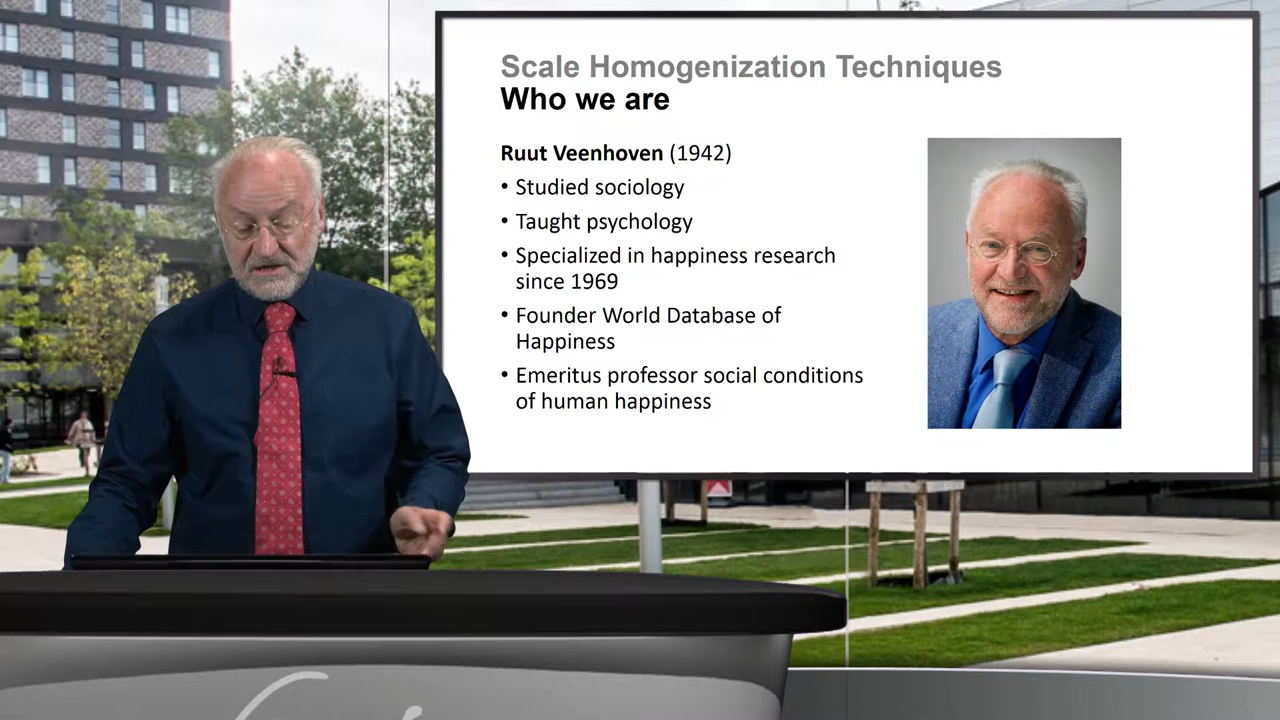 Scale Homogenization Techniques
Who we are
Ruut Veenhoven (1942)
• Studied sociology
• Taught psychology
• Specialized in happiness research
since 1969
• Founder World Database of
Happiness
• Emeritus professor social conditions
of human happiness